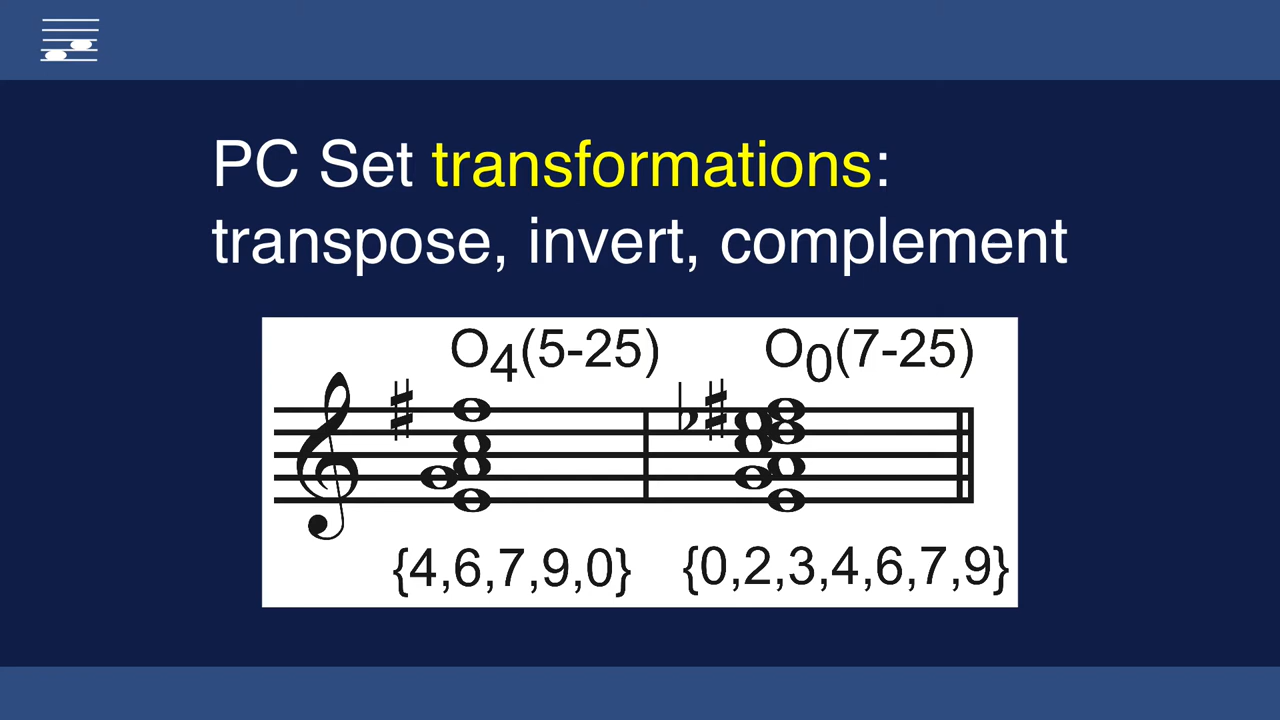 PC Set transformations:
transpose, invert, complement
O4(5-25) O0(7-25)
{4,6,7,9,0} {0,2,3,4,6,7,9}